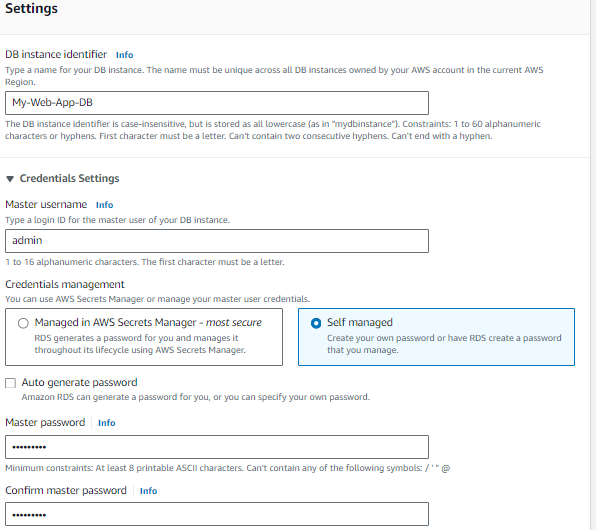 Settings
DB instance identifier Info
Type a name for your DB instance. The name must be unique across all DB instances owned by your AWS account in the current AWS
Region.
My-Web-App-DB
The DB instance identifier is case-insensitive, but is stored as all lowercase (as in "mydbinstance"). Constraints: 1 to 60 alphanumeric
characters or hyphens. First character must be a letter. Can't contain two consecutive hyphens. Can't end with a hyphen.
▼ Credentials Settings
Master username Info
Type a login ID for the master user of your DB instance.
admin
1 to 16 alphanumeric characters. The first character must be a letter.
Credentials management
You can use AWS Secrets Manager or manage your master user credentials.
Managed in AWS Secrets Manager - most secure
RDS generates a password for you and manages it
throughout its lifecycle using AWS Secrets Manager.
Self managed
Create your own password or have RDS create a password
that you manage.
Auto generate password
Amazon RDS can generate a password for you, or you can specify your own password.
Master password Info
•••••••••
Minimum constraints: At least 8 printable ASCII characters. Can't contain any of the following symbols: / ' " @
Confirm master password Info
•••••••••